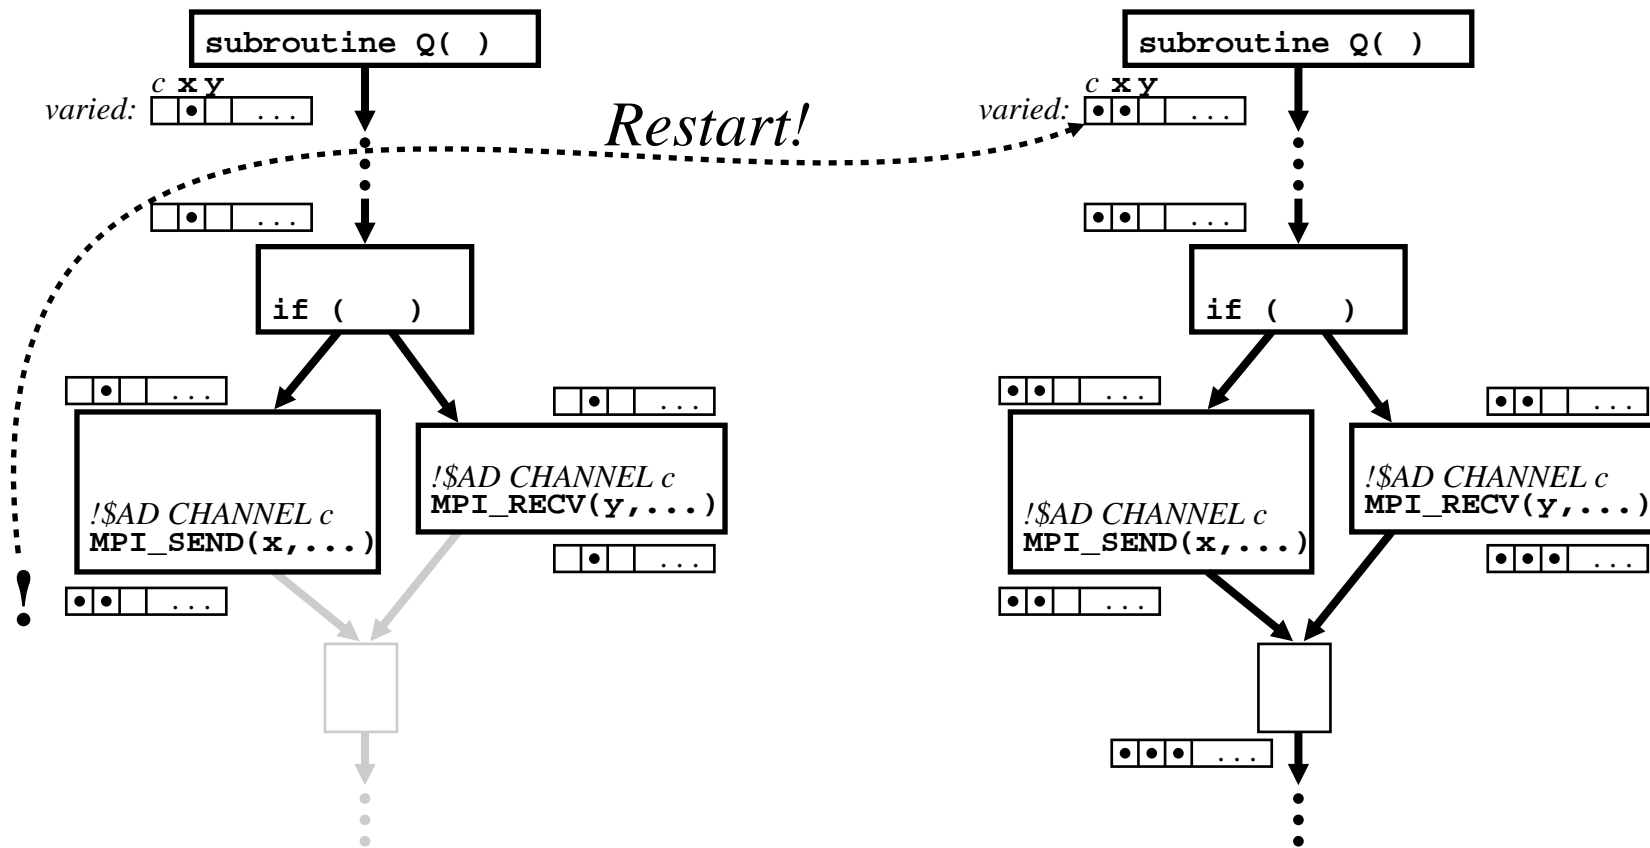 subroutine Q( )
c x y
varied: ...
...
if ( )
...
!$AD CHANNEL c
MPI_SEND(x,...)
...
...
!$AD CHANNEL c
MPI_RECV(y,...)
...
!
Restart!
subroutine Q( )
c x y
varied: ...
...
if ( )
...
!$AD CHANNEL c
MPI_SEND(x,...)
...
...
!$AD CHANNEL c
MPI_RECV(y,...)
...
...